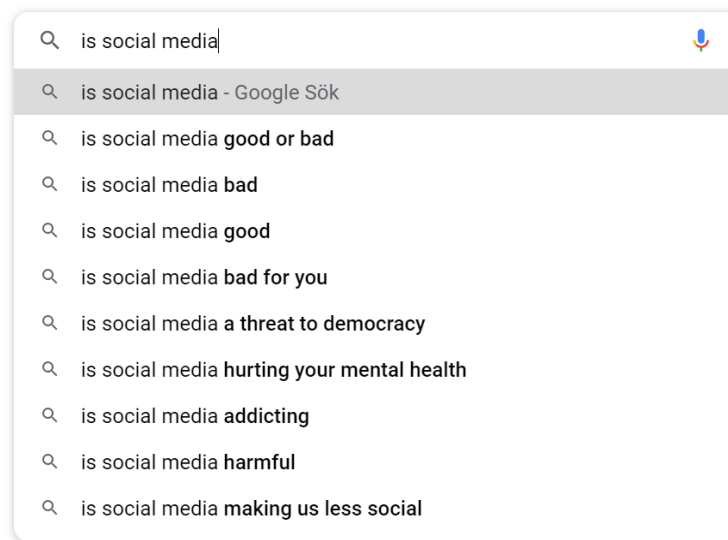 is social media
is social media - Google Sök
is social media good or bad
is social media bad
is social media good
is social media bad for you
is social media a threat to democracy
is social media hurting your mental health
is social media addicting
is social media harmful
is social media making us less social